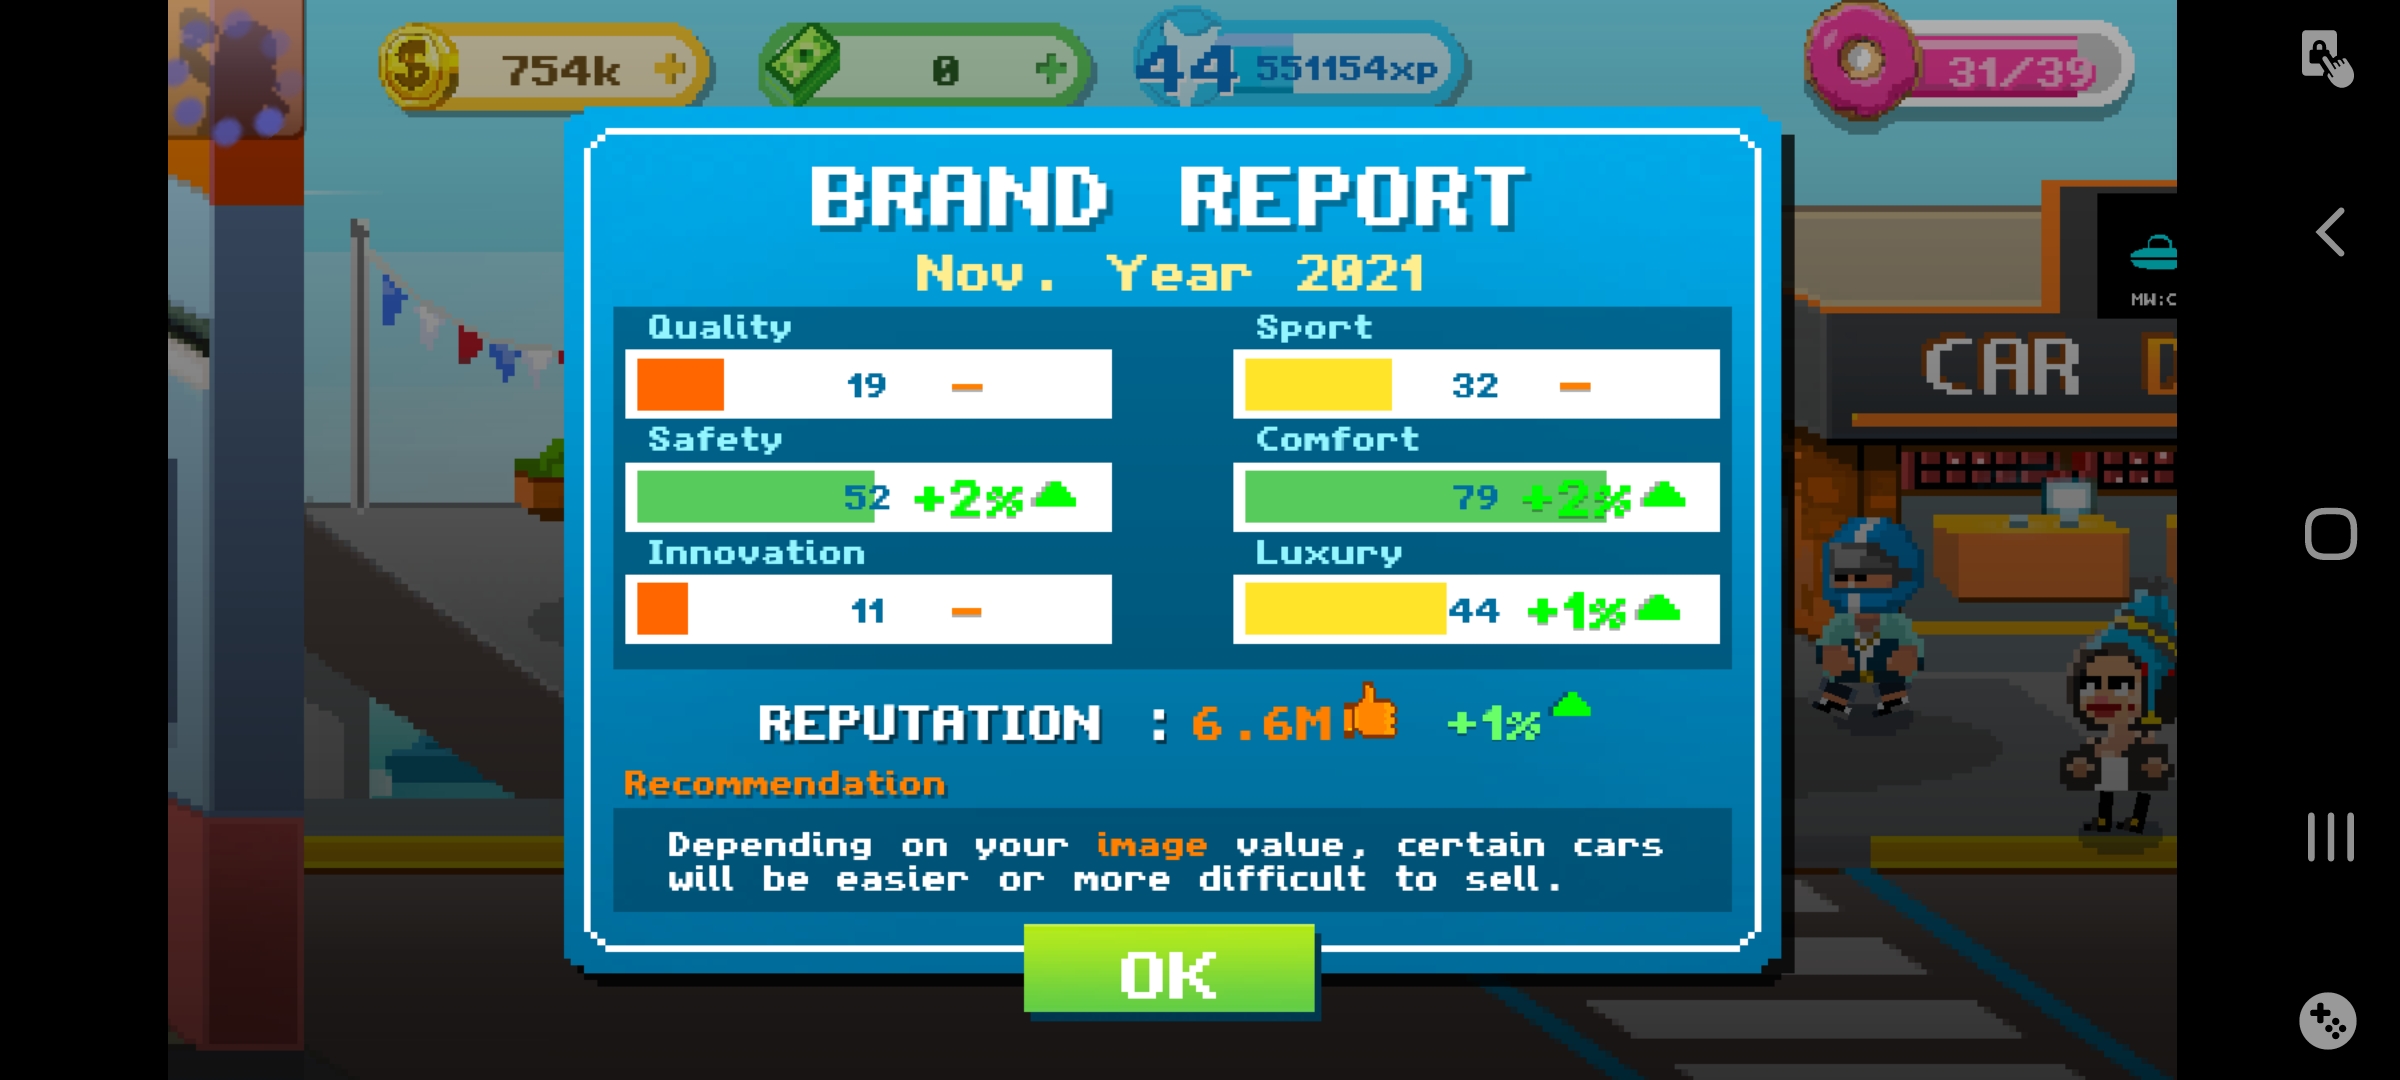 754k
0
44 551154xp
31/39
BRAND REPORT
Nov. Year 2021
Quality
Sport
19
32
Safety
Comfort
52 +2%
79 +2%
Innovation
Luxury
11
44 +1%
REPUTATION : 6.6M +1%
Recommendation
Depending on your image value, certain cars
will be easier or more difficult to sell.
OK
MW:C
CAR